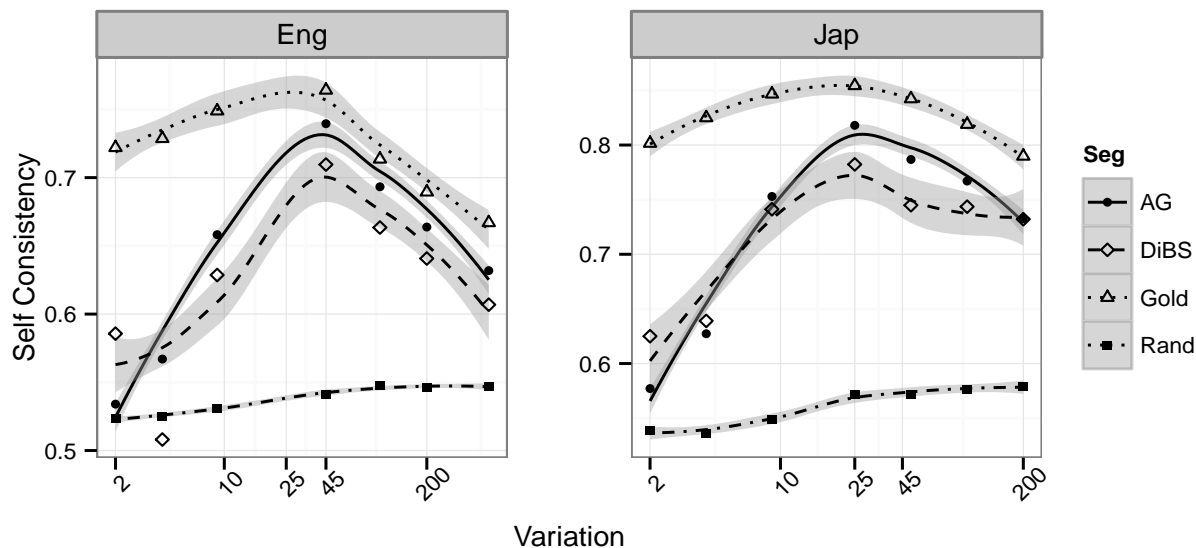 Eng
Jap
Self Consistency
0.7
0.6
0.5
0.8
0.7
0.6
2
10
25
45
200
2
10
25
45
200
Variation
Seg
AG
DiBS
Gold
Rand